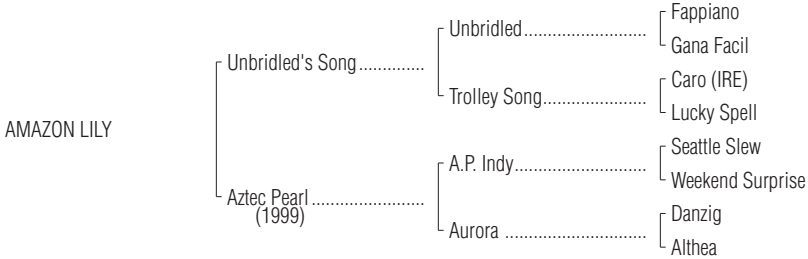 Fappiano
Unbridled..........................
Gana Facil
Unbridled's Song..............
Caro (IRE)
Trolley Song......................
Lucky Spell
AMAZON LILY
Seattle Slew
A.P. Indy............................
Weekend Surprise
Aztec Pearl........................
(1999)
Danzig
Aurora ..............................
Althea